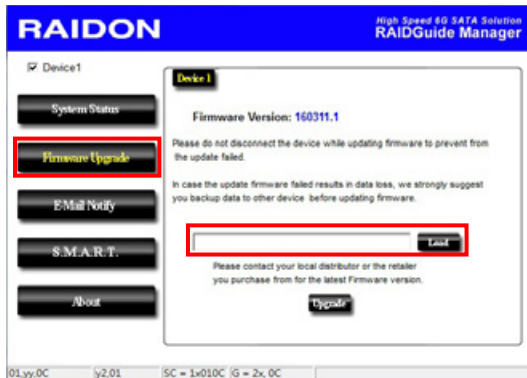 RAIDON
High Speed 6G SATA Solution
RAIDGuide Manager
Device1
System Status
Firmware Upgrade
E-Mail Notify
S.M.A.R.T.
About
Device 1
Firmware Version: 160311.1
Please do not disconnect the device while updating firmware to prevent from
the update failed.
In case the update firmware failed results in data loss, we strongly suggest
you backup data to other device before updating firmware.
Load
Please contact your local distributor or the retailer
you purchase from for the latest Firmware version.
Upgrade
01,yy,0C
y2,01
SC = 1x010C
G = 2x, 0C